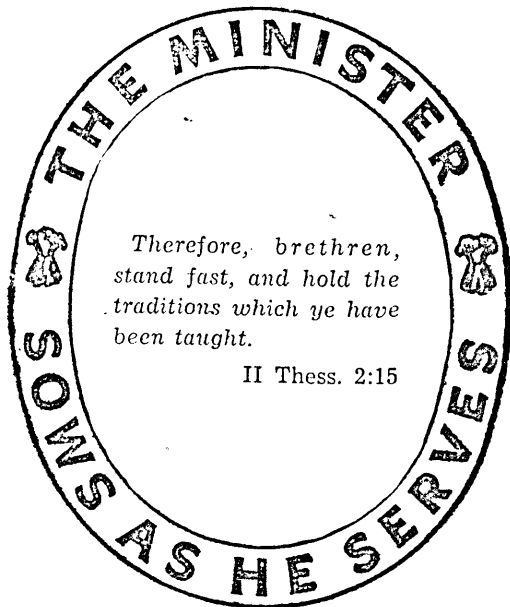 THE MINISTER
Therefore, brethren,
stand fast, and hold the
traditions which ye have
been taught.
II Thess. 2:15
SOWS AS HE SERVES